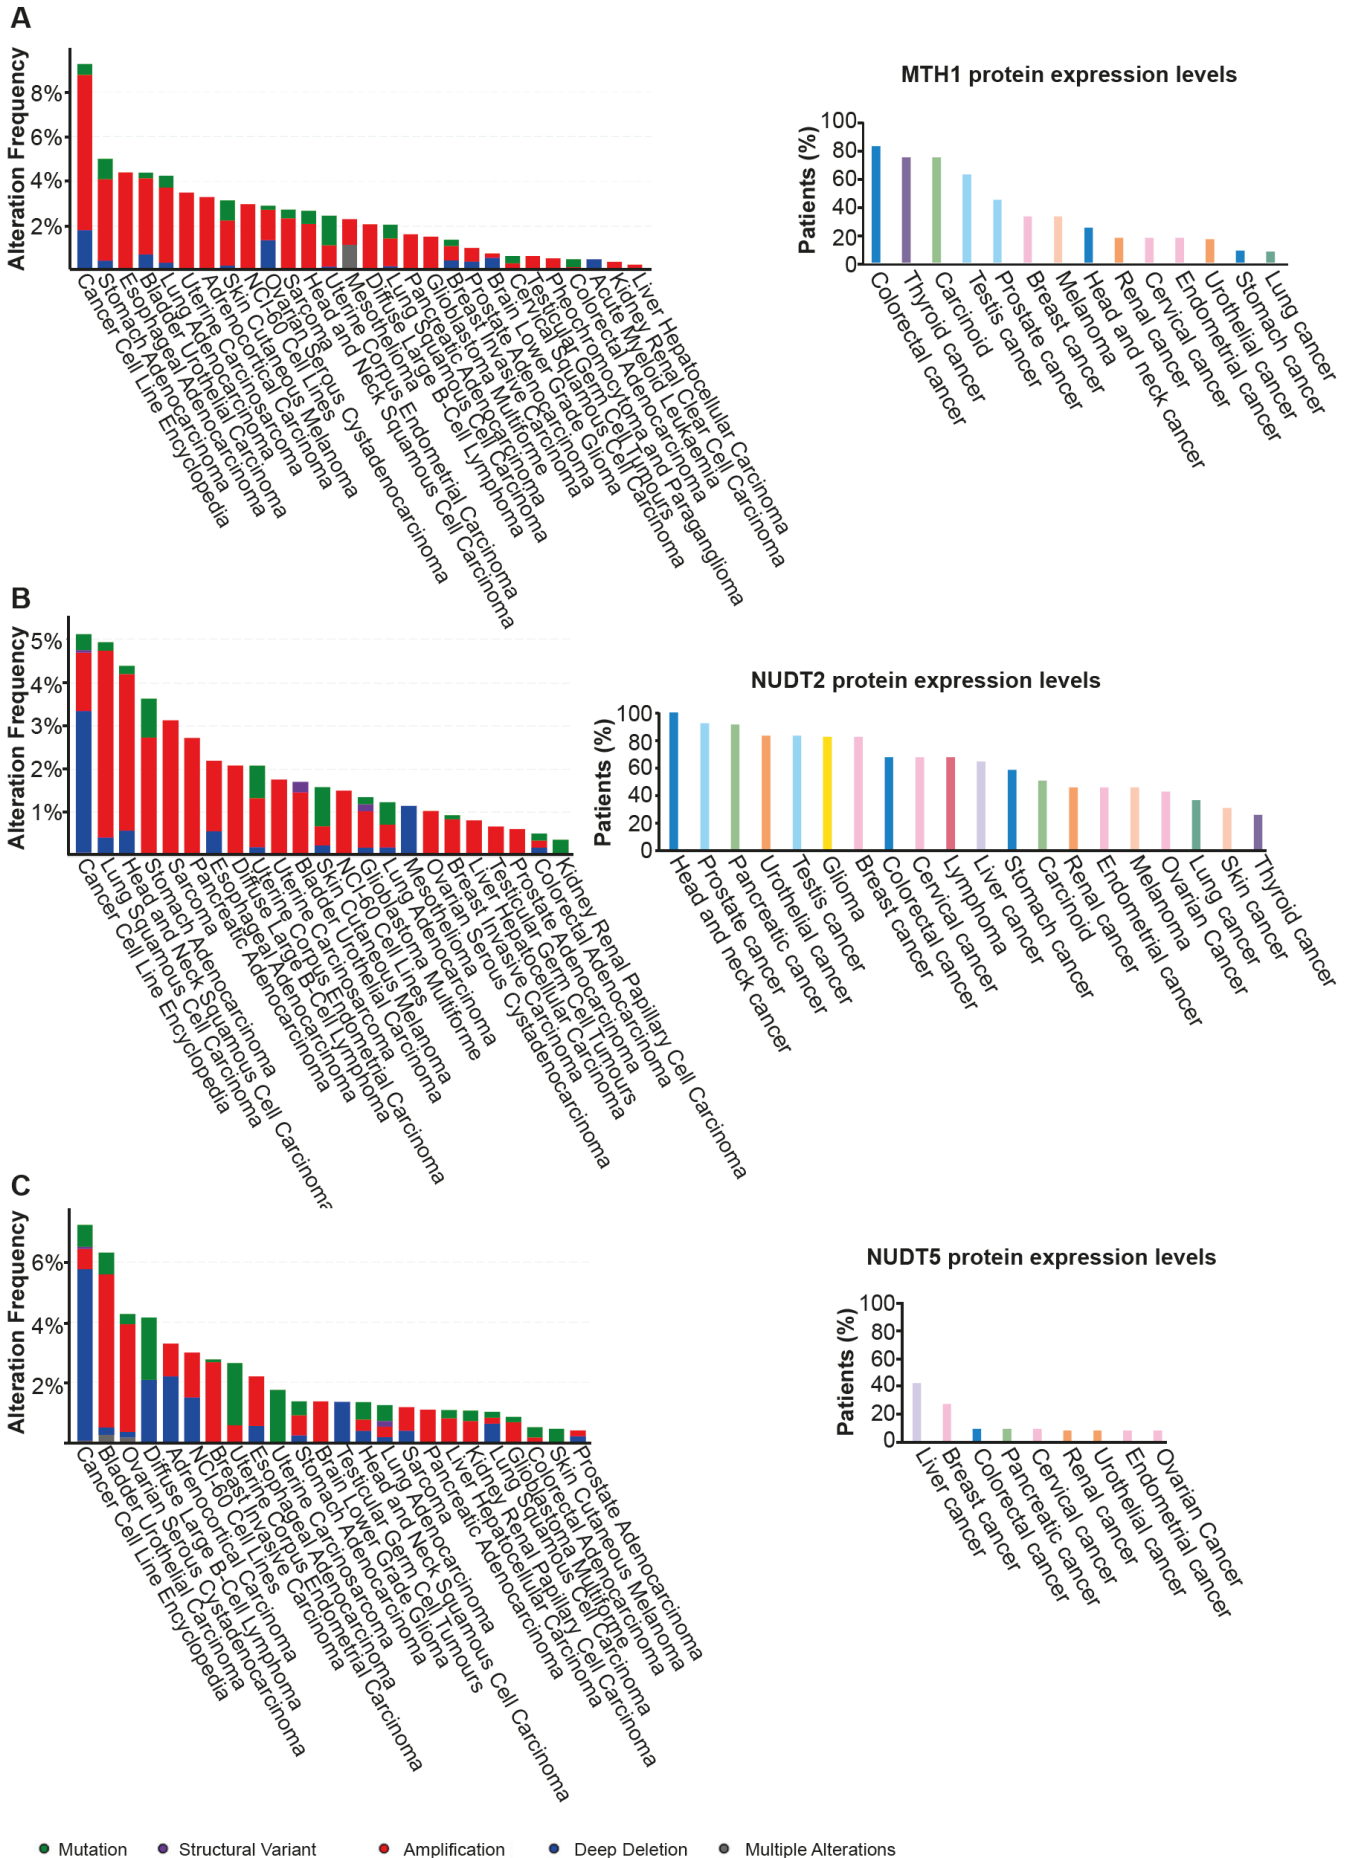 A
Alteration Frequency
8%
6%
4%
2%
Cancer Cell Line Encyclopedia
Stomach Adenocarcinoma
Esophageal Adenocarcinoma
Bladder Urothelial Carcinoma
Lung Adenocarcinoma
Uterine Carcinosarcoma
Adrenocortical Carcinoma
Skin Cutaneous Melanoma
NCI-60 Cell Lines
Ovarian Serous Cystadenocarcinoma
Sarcoma
Head and Neck Squamous Cell Carcinoma
Uterine Corpus Endometrial Carcinoma
Mesothelioma
Diffuse Large B-Cell Lymphoma
Lung Squamous Cell Carcinoma
Pancreatic Adenocarcinoma
Glioblastoma Multiforme
Breast Invasive Carcinoma
Prostate Adenocarcinoma
Brain Lower Grade Glioma
Cervical Squamous Cell Carcinoma
Testicular Germ Cell Tumours
Pheochromocytoma and Paraganglioma
Colorectal Adenocarcinoma
Acute Myeloid Leukaemia
Kidney Renal Clear Cell Carcinoma
Liver Hepatocellular Carcinoma
MTH1 protein expression levels
Patients (%)
100
80
60
40
20
0
Colorectal cancer
Thyroid cancer
Carcinoid
Testis cancer
Prostate cancer
Breast cancer
Melanoma
Head and neck cancer
Renal cancer
Cervical cancer
Endometrial cancer
Urothelial cancer
Stomach cancer
Lung cancer
B
Alteration Frequency
5%
4%
3%
2%
1%
Cancer Cell Line Encyclopedia
Lung Squamous Cell Carcinoma
Head and Neck Squamous Cell Carcinoma
Stomach Adenocarcinoma
Sarcoma
Pancreatic Adenocarcinoma
Esophageal Adenocarcinoma
Diffuse Large B-Cell Lymphoma
Uterine Corpus Endometrial Carcinoma
Uterine Carcinosarcoma
Bladder Urothelial Carcinoma
Skin Cutaneous Melanoma
NCI-60 Cell Lines
Glioblastoma Multiforme
Lung Adenocarcinoma
Mesothelioma
Ovarian Serous Cystadenocarcinoma
Breast Invasive Carcinoma
Liver Hepatocellular Carcinoma
Testicular Germ Cell Tumours
Prostate Adenocarcinoma
Colorectal Adenocarcinoma
Kidney Renal Papillary Cell Carcinoma
NUDT2 protein expression levels
Patients (%)
100
80
60
40
20
0
Head and neck cancer
Prostate cancer
Pancreatic cancer
Urothelial cancer
Testis cancer
Glioma
Breast cancer
Colorectal cancer
Cervical cancer
Lymphoma
Liver cancer
Stomach cancer
Carcinoid
Renal cancer
Endometrial cancer
Melanoma
Ovarian Cancer
Lung cancer
Skin cancer
Thyroid cancer
C
Alteration Frequency
6%
4%
2%
Cancer Cell Line Encyclopedia
Bladder Urothelial Carcinoma
Ovarian Serous Cystadenocarcinoma
Diffuse Large B-Cell Lymphoma
Adrenocortical Carcinoma
NCI-60 Cell Lines
Breast Invasive Carcinoma
Uterine Corpus Endometrial Carcinoma
Esophageal Adenocarcinoma
Uterine Carcinosarcoma
Stomach Adenocarcinoma
Brain Lower Grade Glioma
Testicular Germ Cell Tumours
Head and Neck Squamous Cell Carcinoma
Lung Adenocarcinoma
Sarcoma
Pancreatic Adenocarcinoma
Liver Hepatocellular Carcinoma
Kidney Renal Papillary Cell Carcinoma
Lung Squamous Cell Carcinoma
Glioblastoma Multiforme
Colorectal Adenocarcinoma
Skin Cutaneous Melanoma
Prostate Adenocarcinoma
NUDT5 protein expression levels
Patients (%)
100
80
60
40
20
0
Liver cancer
Breast cancer
Colorectal cancer
Pancreatic cancer
Cervical cancer
Renal cancer
Urothelial cancer
Endometrial cancer
Ovarian Cancer
Mutation
Structural Variant
Amplification
Deep Deletion
Multiple Alterations